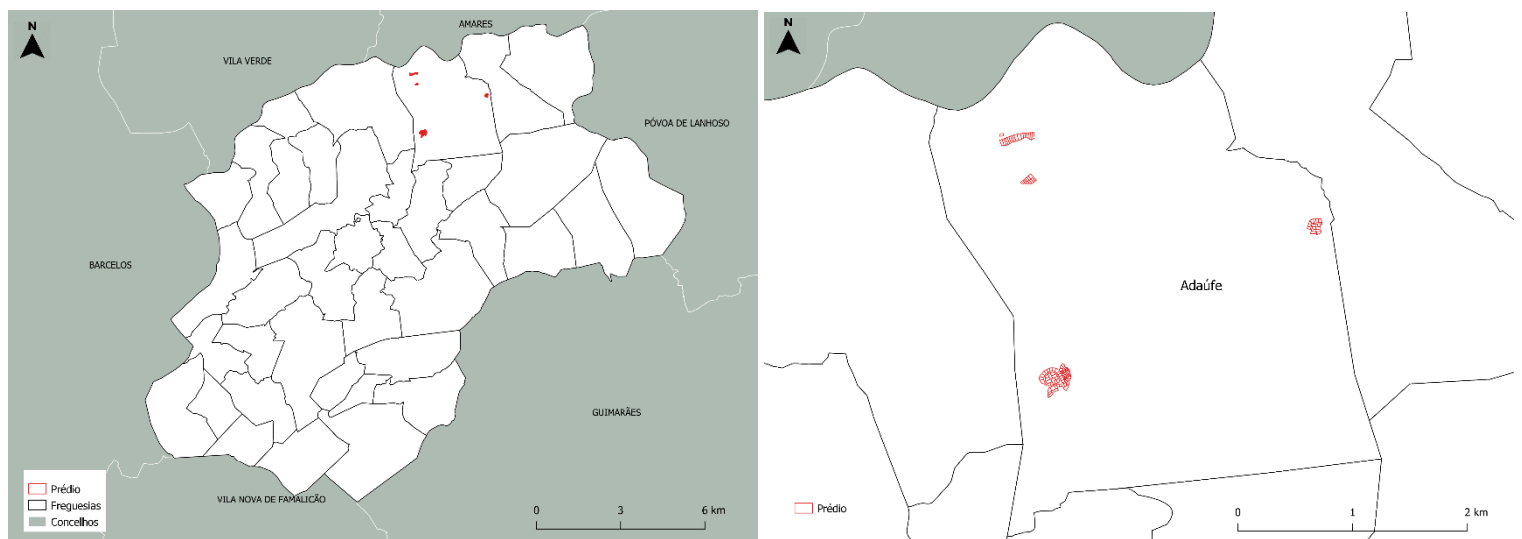 N
AMARES
VILA VERDE
PÓVOA DE LANHOSO
BARCELOS
GUIMARÃES
VILA NOVA DE FAMALICÃO
Prédio
Freguesias
Concelhos
0 3 6 km
N
Adaúfe
Prédio
0 1 2 km